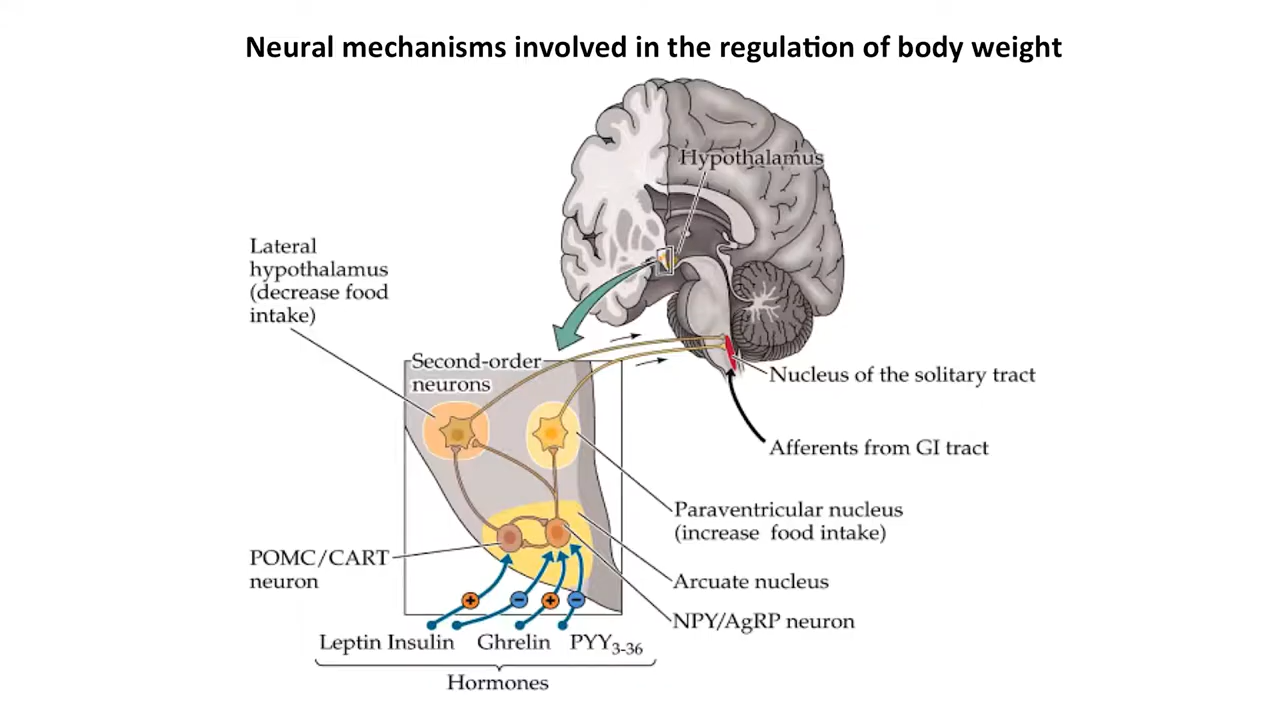 Neural mechanisms involved in the regulation of body weight
Hypothalamus
Lateral
hypothalamus
(decrease food
intake)
Second-order
neurons
Nucleus of the solitary tract
Afferents from GI tract
Paraventricular nucleus
(increase food intake)
POMC/CART
neuron
Arcuate nucleus
NPY/AgRP neuron
+ − + −
Leptin Insulin Ghrelin PYY3-36
Hormones